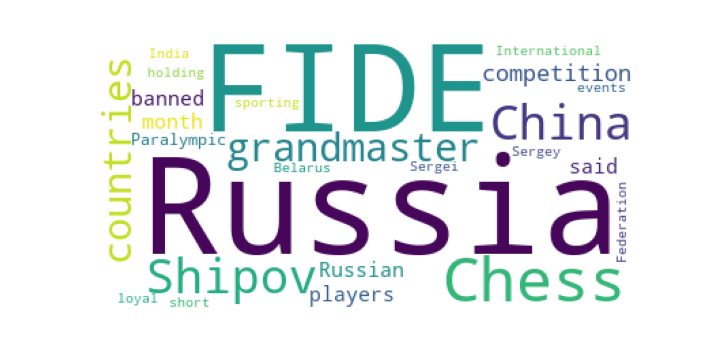 India
International
FIDE
holding
competition
countries
banned
sporting
events
month
China
Paralympic
grandmaster
Sergey
Belarus
Sergei
said
Russia
Federation
Shipov
Russian
Chess
loyal
short
players